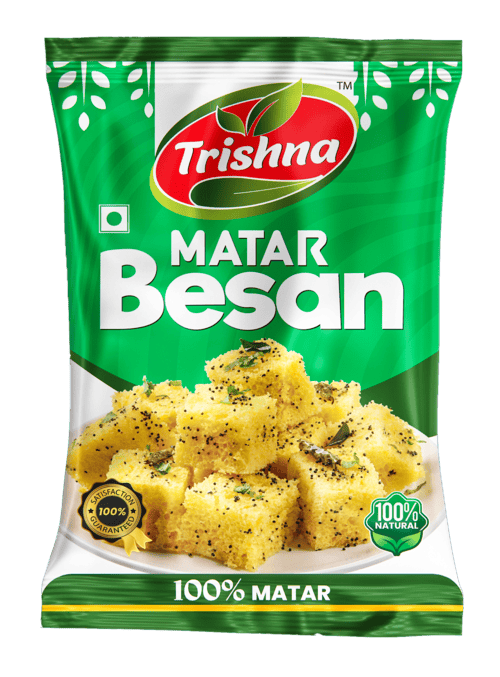 Trishna
TM
MATAR
Besan
SATISFACTION
100%
GUARANTEED
100%
NATURAL
100% MATAR